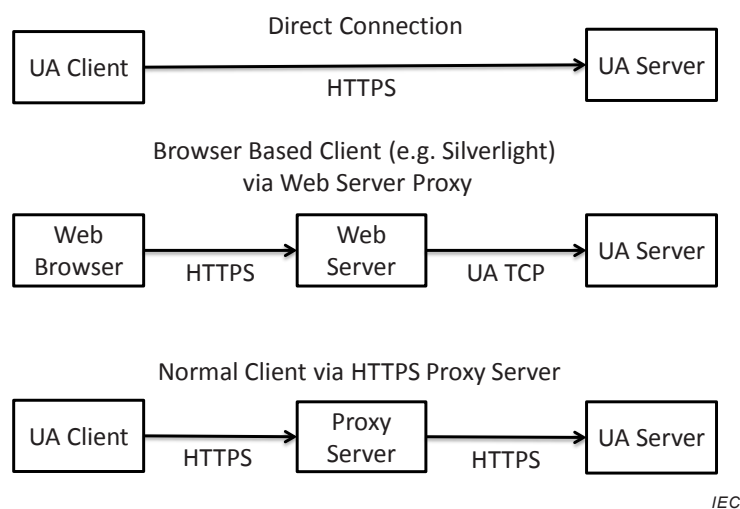 Direct Connection
UA Client
UA Server
HTTPS
Browser Based Client (e.g. Silverlight)
via Web Server Proxy
Web
Browser
HTTPS
Web
Server
UA TCP
UA Server
Normal Client via HTTPS Proxy Server
UA Client
HTTPS
Proxy
Server
HTTPS
UA Server
IEC